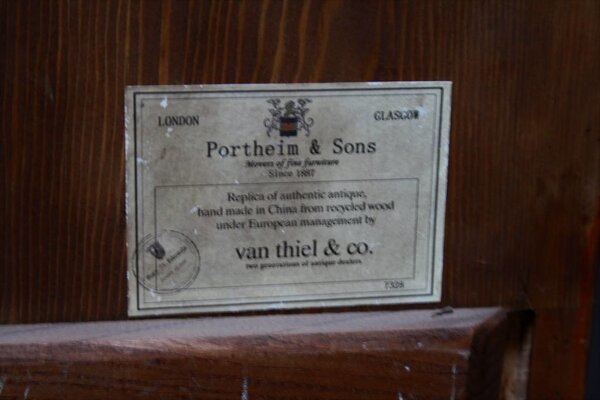 LONDON GLASGOW
Portheim & Sons
Movers of fine furniture
Since 1887
Replica of authentic antique,
hand made in China from recycled wood
under European management by
van thiel & co.
two generations of antique dealers
7328